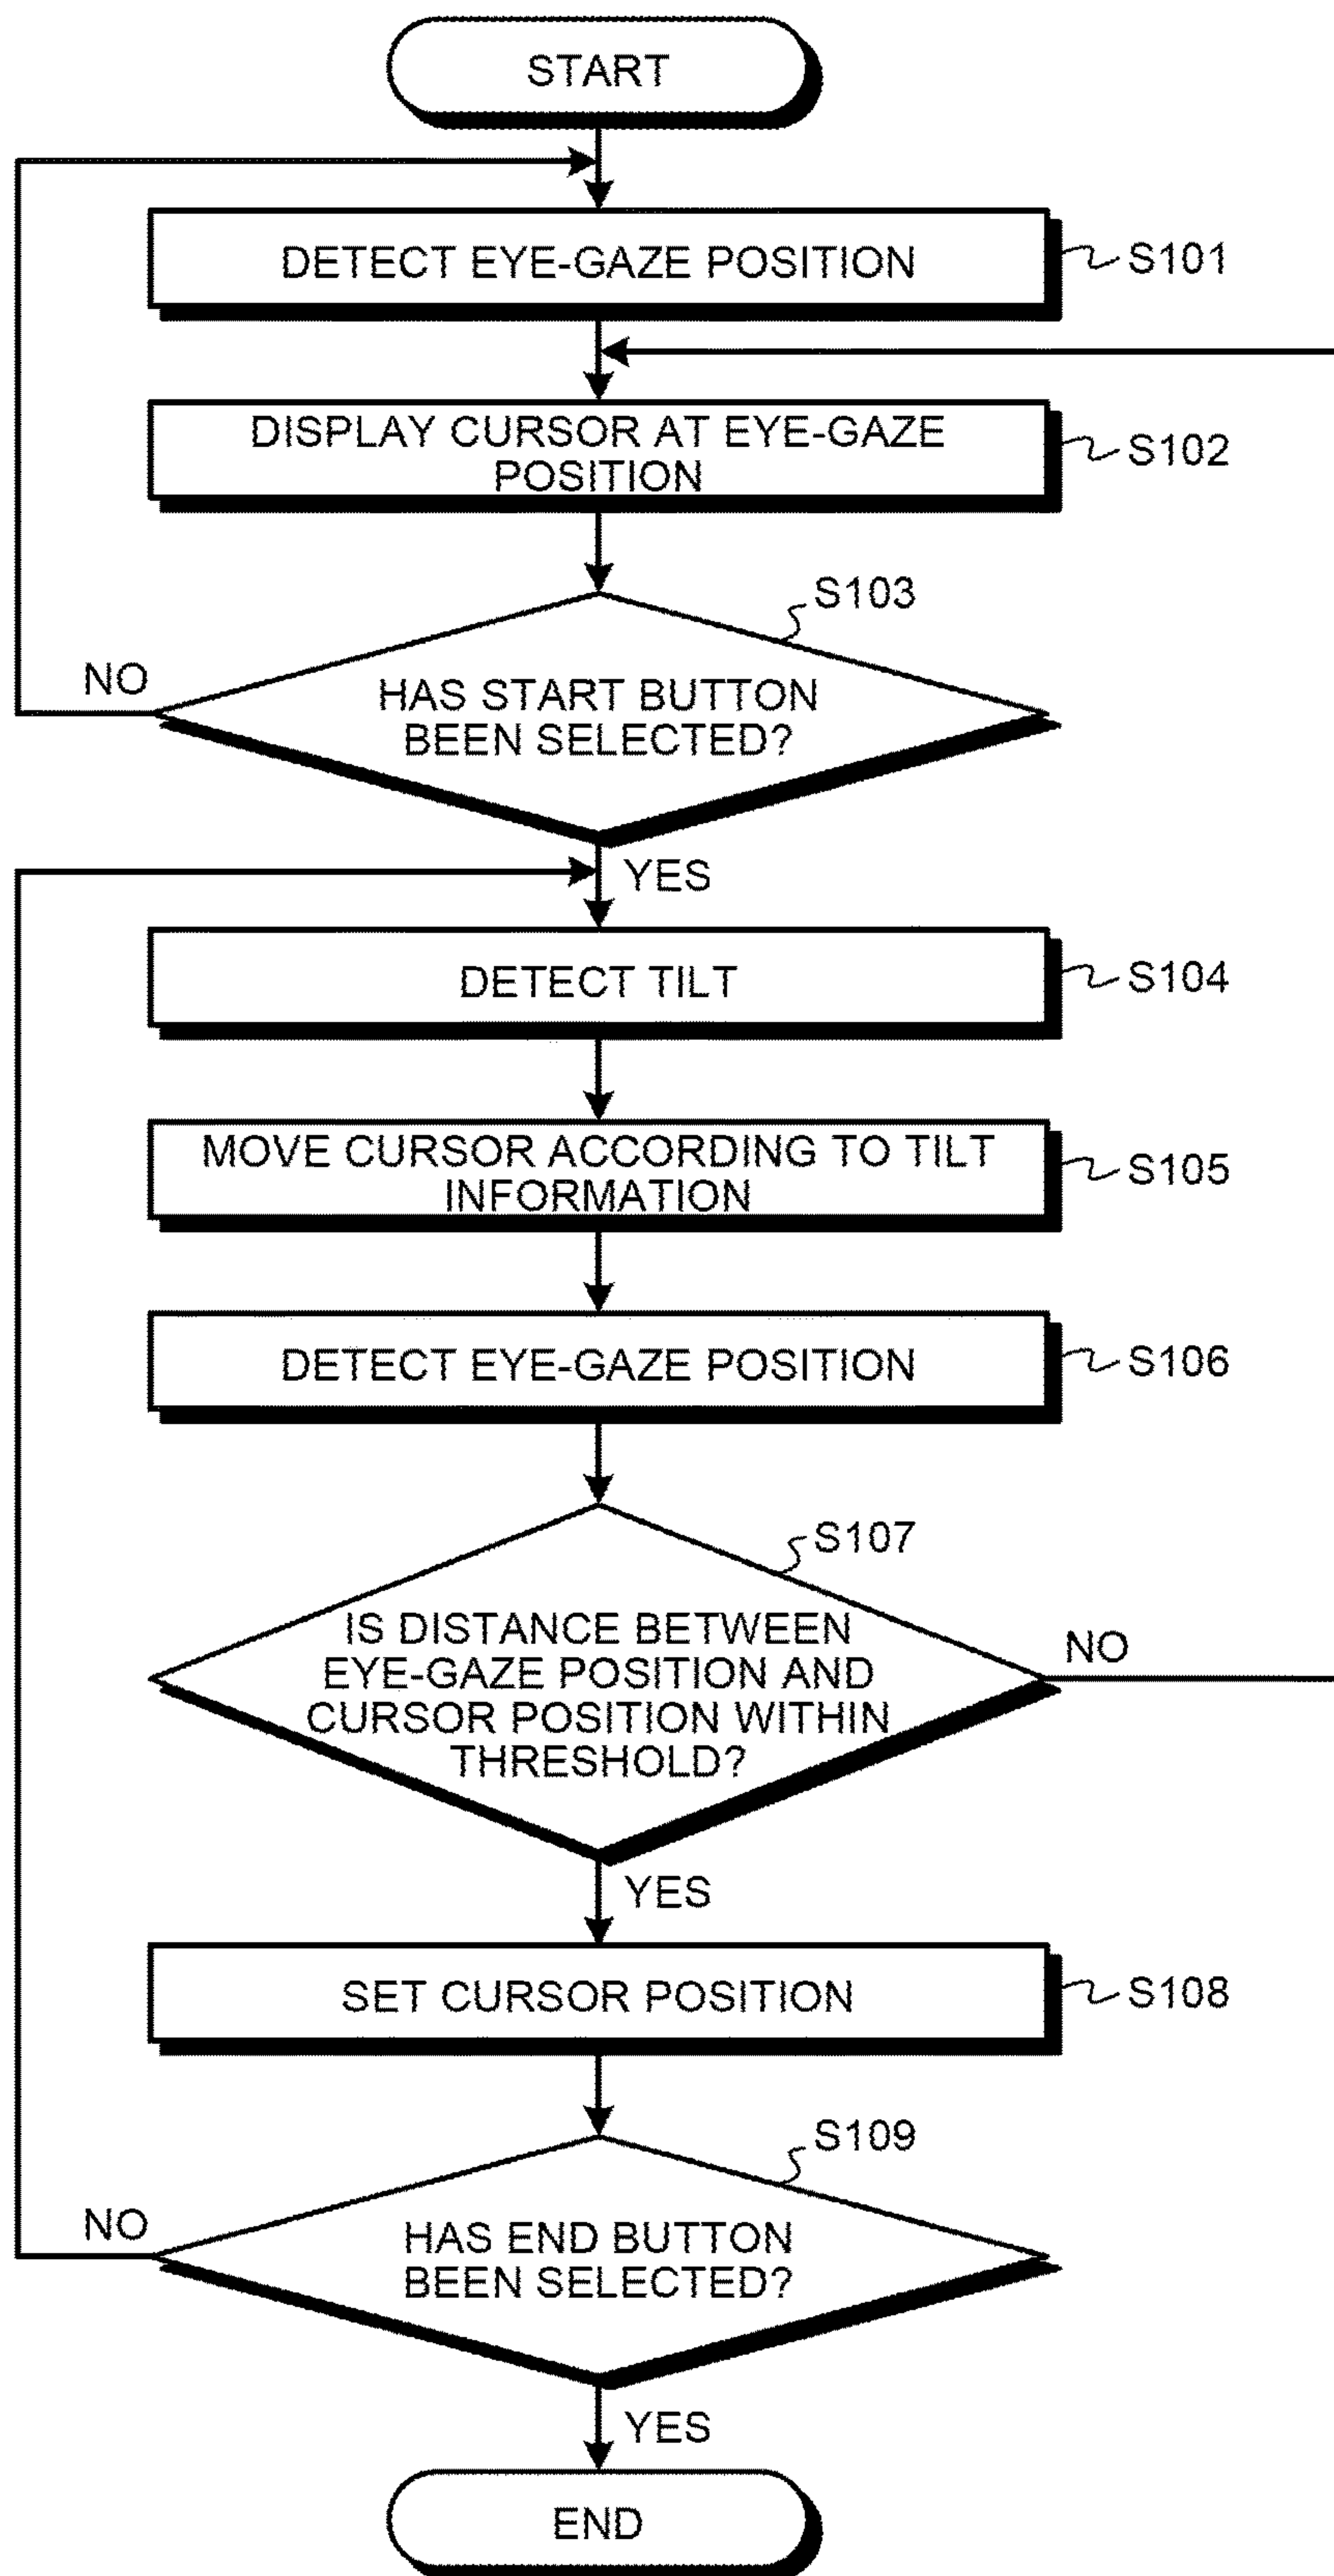 START
DETECT EYE-GAZE POSITION
S101
DISPLAY CURSOR AT EYE-GAZE
POSITION
S102
S103
HAS START BUTTON
BEEN SELECTED?
NO
YES
DETECT TILT
S104
MOVE CURSOR ACCORDING TO TILT
INFORMATION
S105
DETECT EYE-GAZE POSITION
S106
S107
IS DISTANCE BETWEEN
EYE-GAZE POSITION AND
CURSOR POSITION WITHIN
THRESHOLD?
NO
YES
SET CURSOR POSITION
S108
S109
HAS END BUTTON
BEEN SELECTED?
NO
YES
END